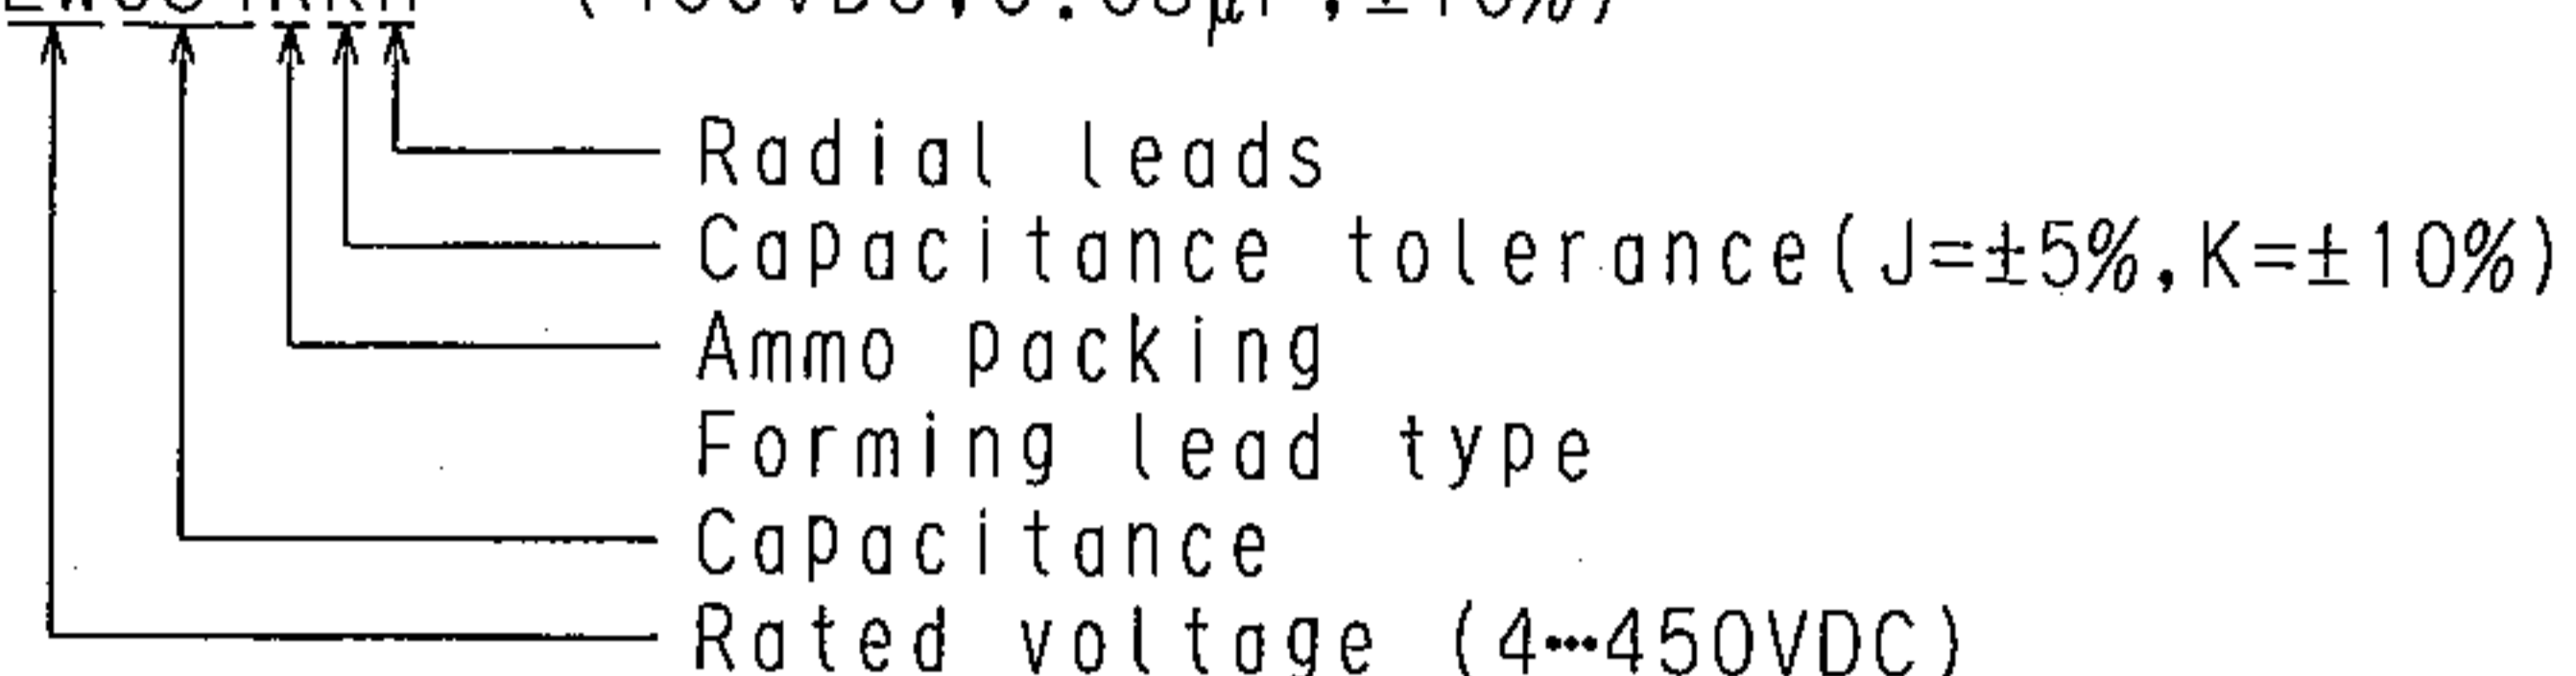 Radial leads
Capacitance tolerance(J=±5%,K=±10%)
Ammo packing
Forming lead type
Capacitance
Rated voltage (4…450VDC)